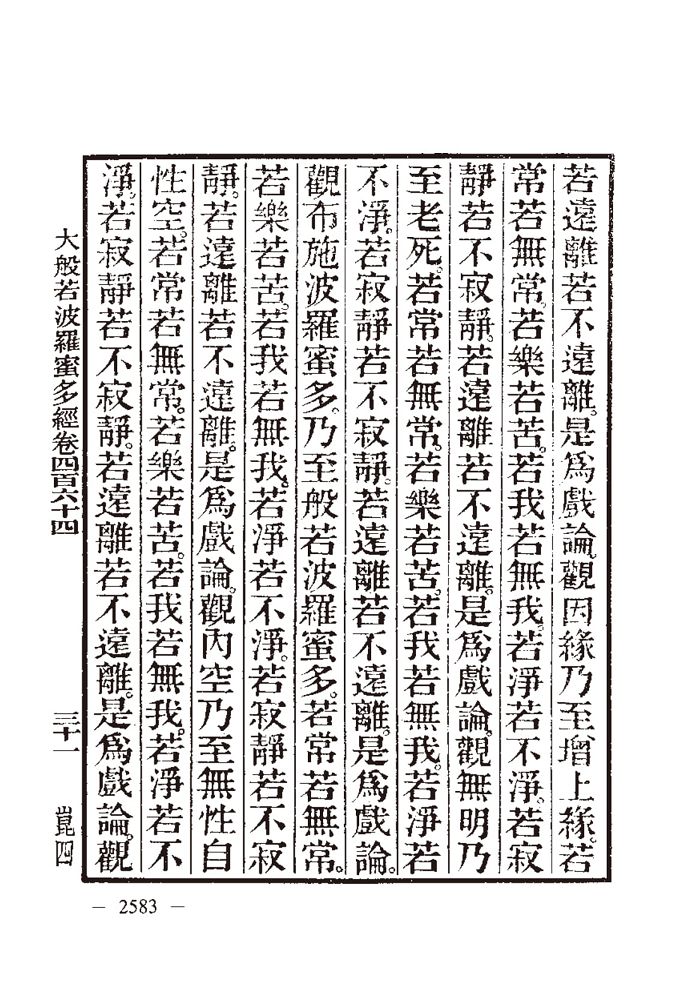 若遠離若不遠離。是爲戲論。觀因緣乃至增上緣。若
常若無常。若樂若苦。若我若無我。若淨若不淨。若寂
靜若不寂靜。若遠離若不遠離。是爲戲論。觀無明乃
至老死。若常若無常。若樂若苦。若我若無我。若淨若
不淨。若寂靜若不寂靜。若遠離若不遠離。是爲戲論。
觀布施波羅蜜多。乃至般若波羅蜜多。若常若無常。
若樂若苦。若我若無我。若淨若不淨。若寂靜若不寂
靜。若遠離若不遠離。是爲戲論。觀內空乃至無性自
性空。若常若無常。若樂若苦。若我若無我。若淨若不
淨。若寂靜若不寂靜。若遠離若不遠離。是爲戲論。觀
大般若波羅蜜多經卷四百六十四 三十一 崑四
— 2583 —